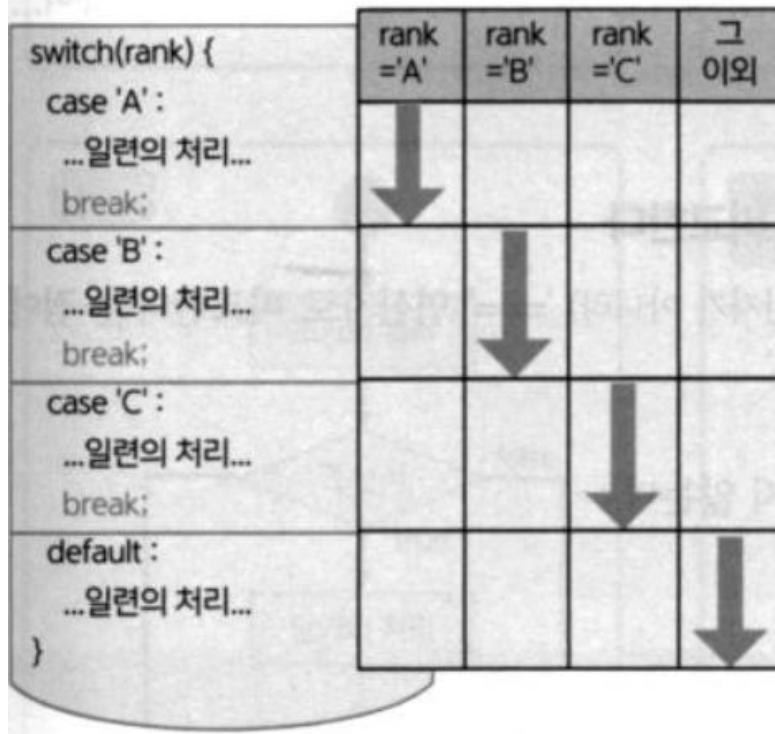 switch(rank) {
case 'A' :
...일련의 처리...
break;
case 'B' :
...일련의 처리...
break;
case 'C' :
...일련의 처리...
break;
default :
...일련의 처리...
}
rank
='A'
rank
='B'
rank
='C'
그
이외